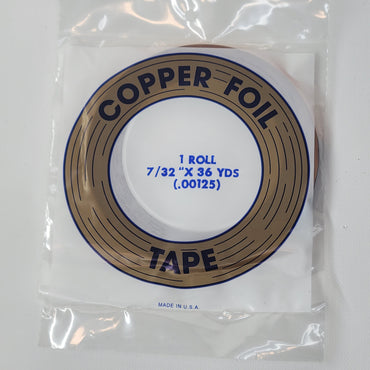 COPPER FOIL
1 ROLL
7/32 "X 36 YDS
(.00125)
TAPE
MADE IN U.S.A.